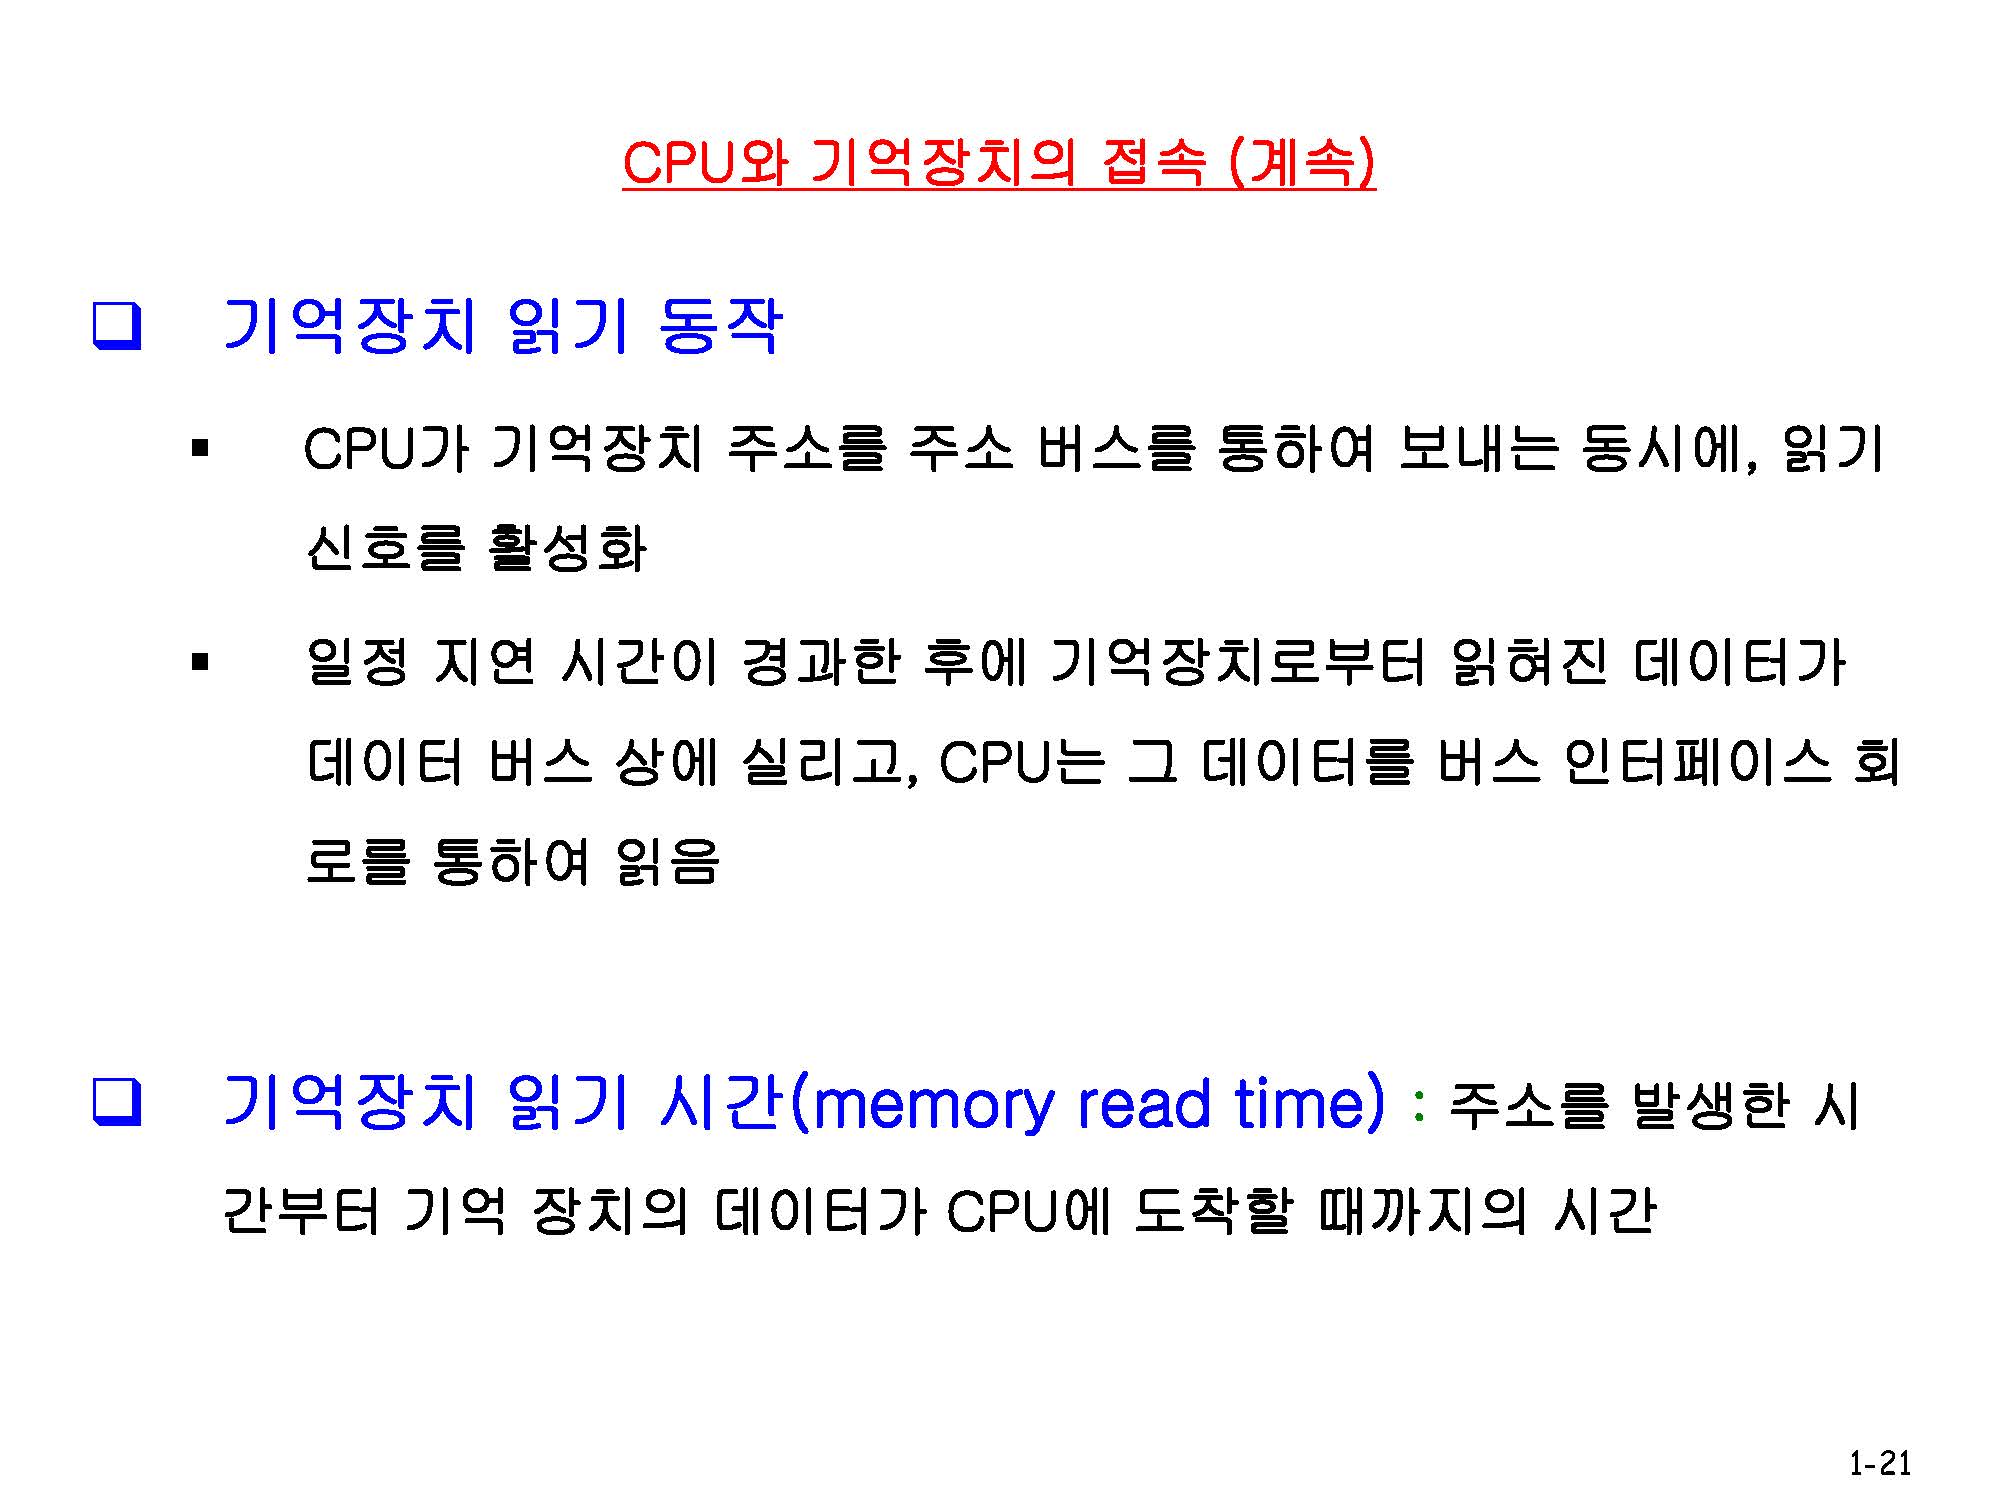 CPU와 기억장치의 접속 (계속)
❑ 기억장치 읽기 동작
▪ CPU가 기억장치 주소를 주소 버스를 통하여 보내는 동시에, 읽기
신호를 활성화
▪ 일정 지연 시간이 경과한 후에 기억장치로부터 읽혀진 데이터가
데이터 버스 상에 실리고, CPU는 그 데이터를 버스 인터페이스 회
로를 통하여 읽음
❑ 기억장치 읽기 시간(memory read time) : 주소를 발생한 시
간부터 기억 장치의 데이터가 CPU에 도착할 때까지의 시간
1-21